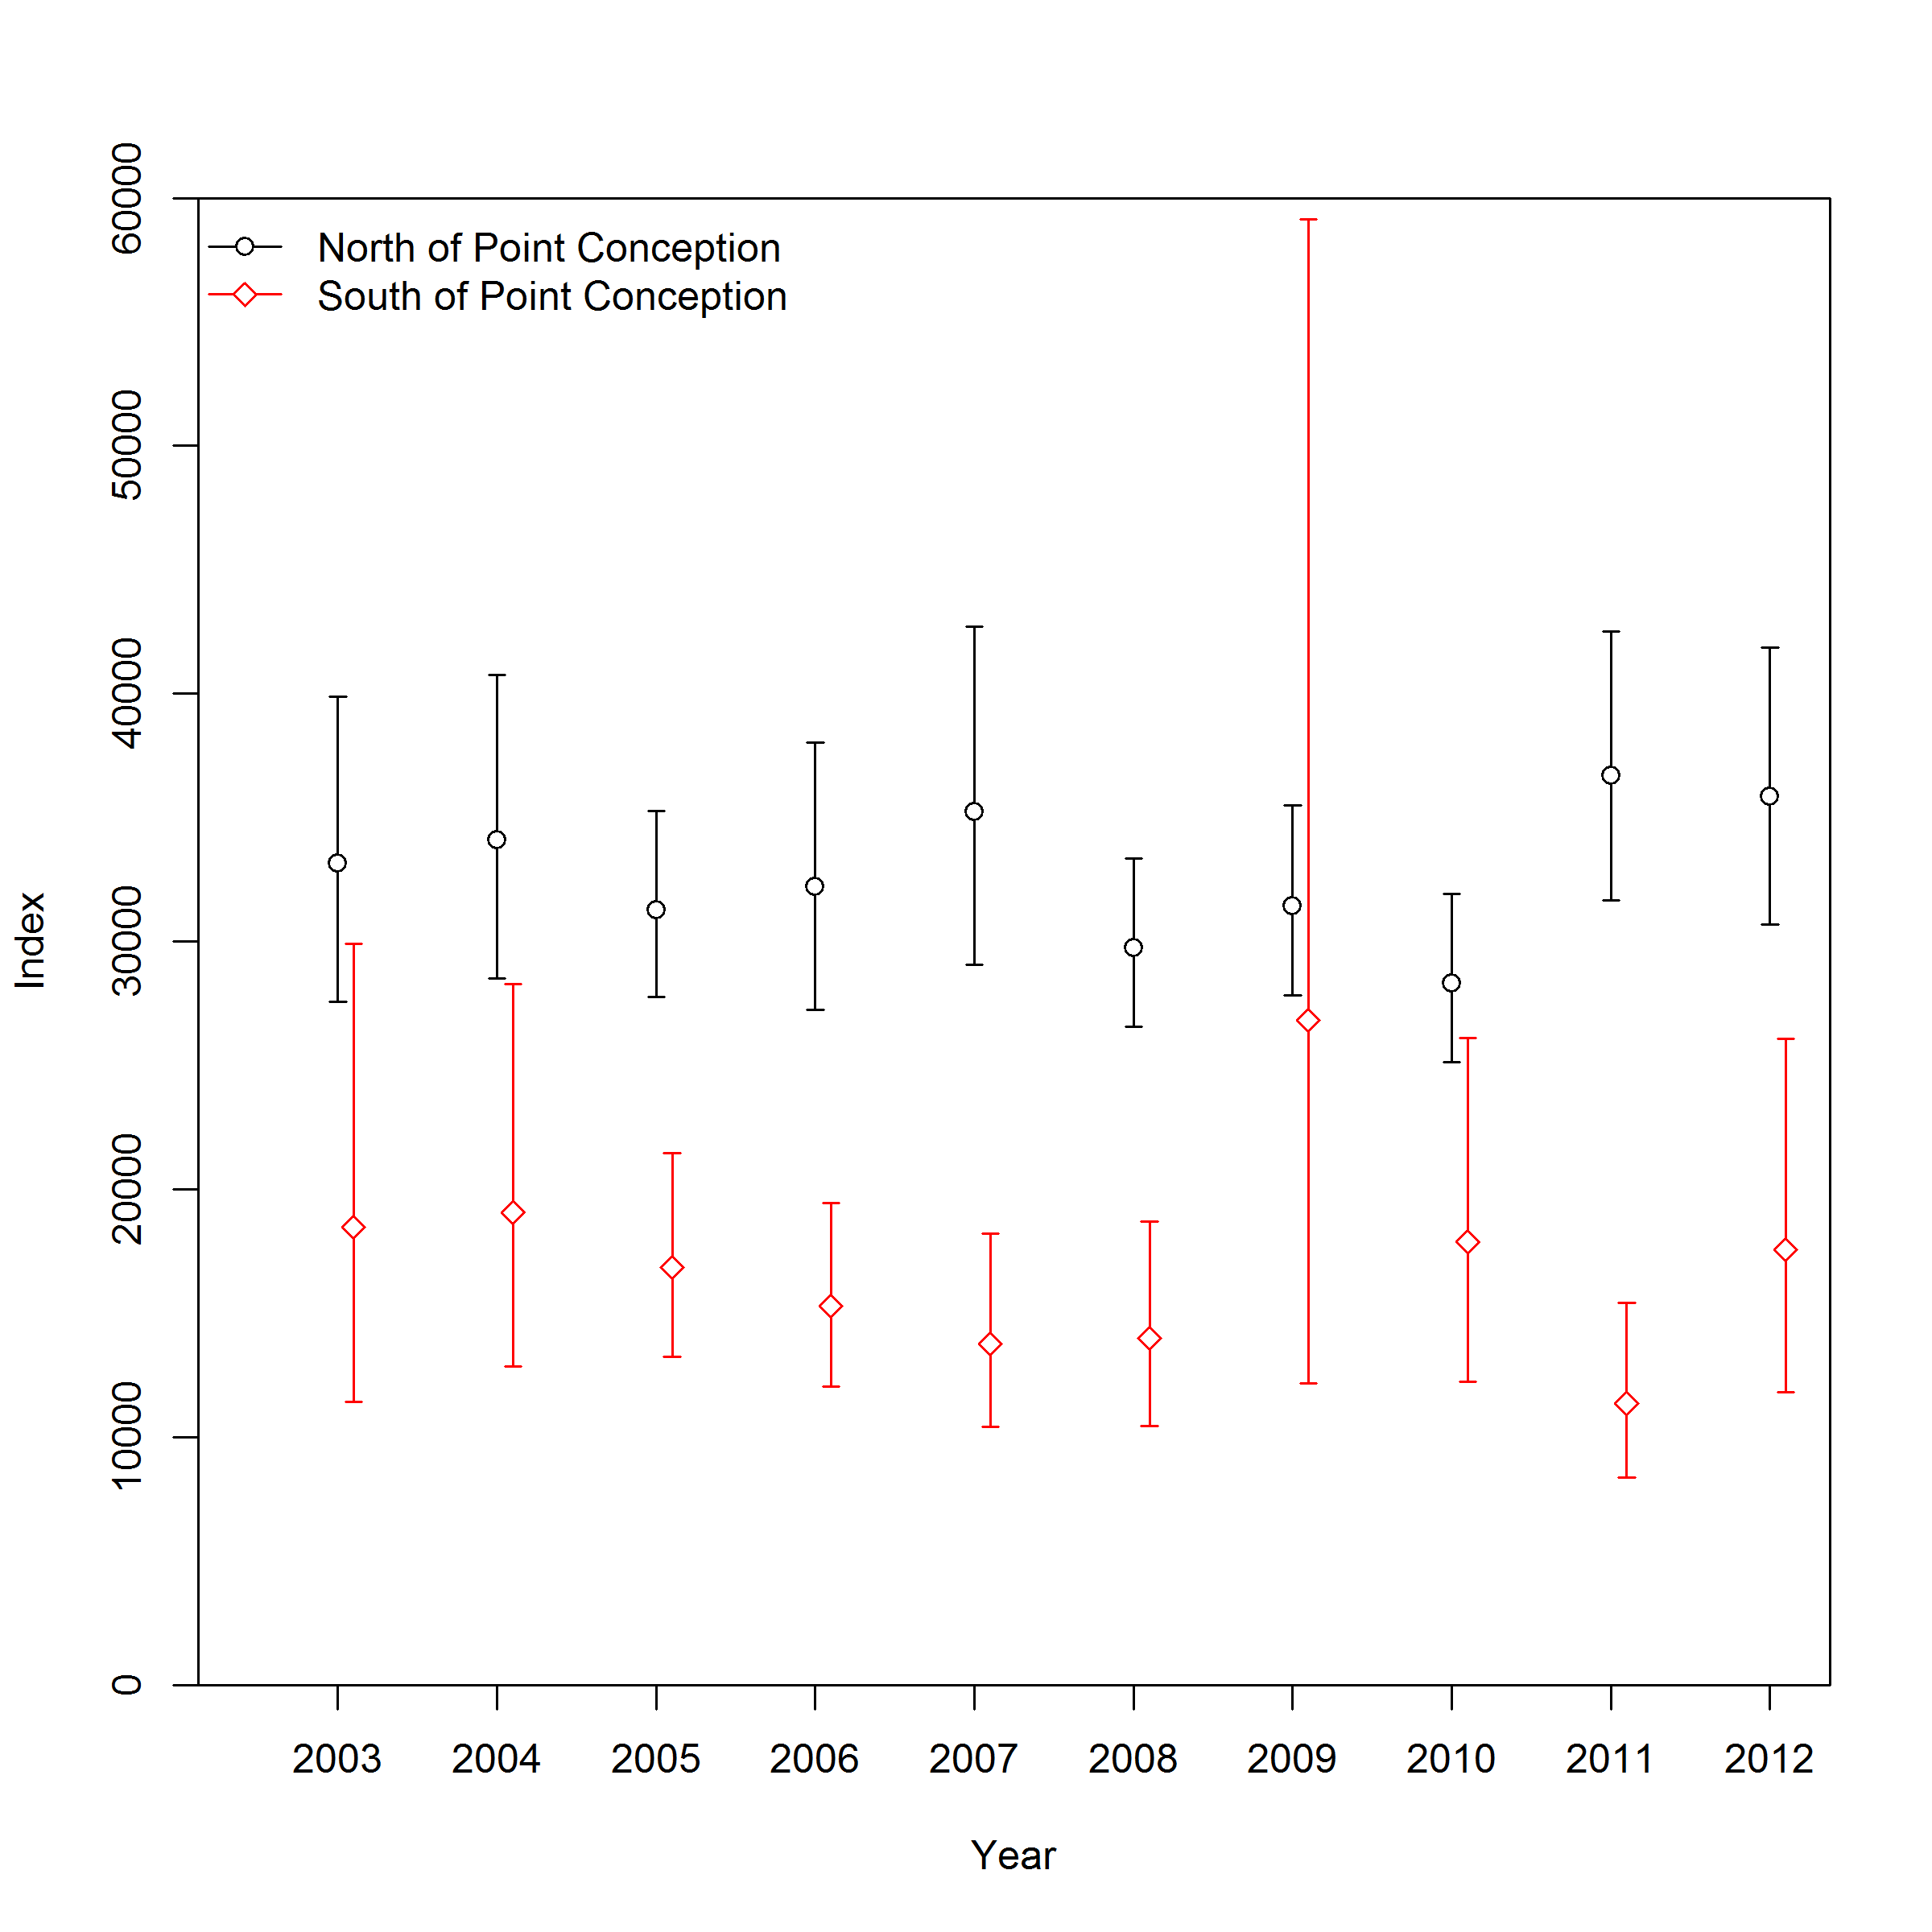 North of Point Conception
South of Point Conception
60000
50000
40000
30000
20000
10000
0
Index
2003 2004 2005 2006 2007 2008 2009 2010 2011 2012
Year